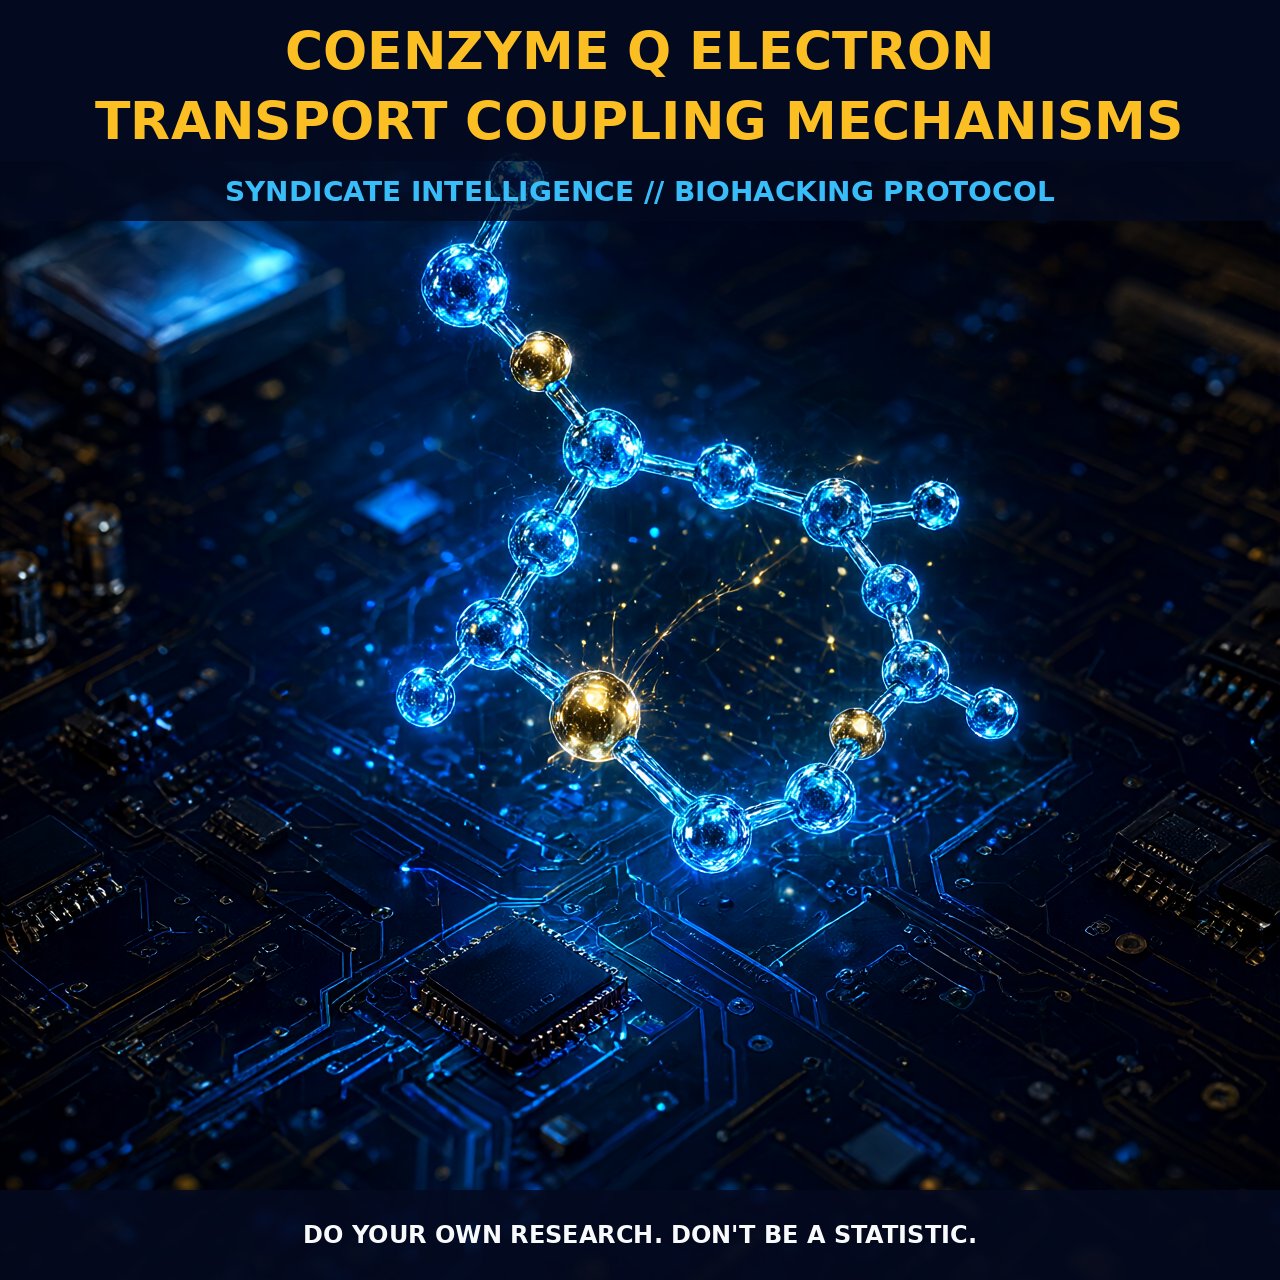 COENZYME Q ELECTRON
TRANSPORT COUPLING MECHANISMS
SYNDICATE INTELLIGENCE // BIOHACKING PROTOCOL
DO YOUR OWN RESEARCH. DON'T BE A STATISTIC.